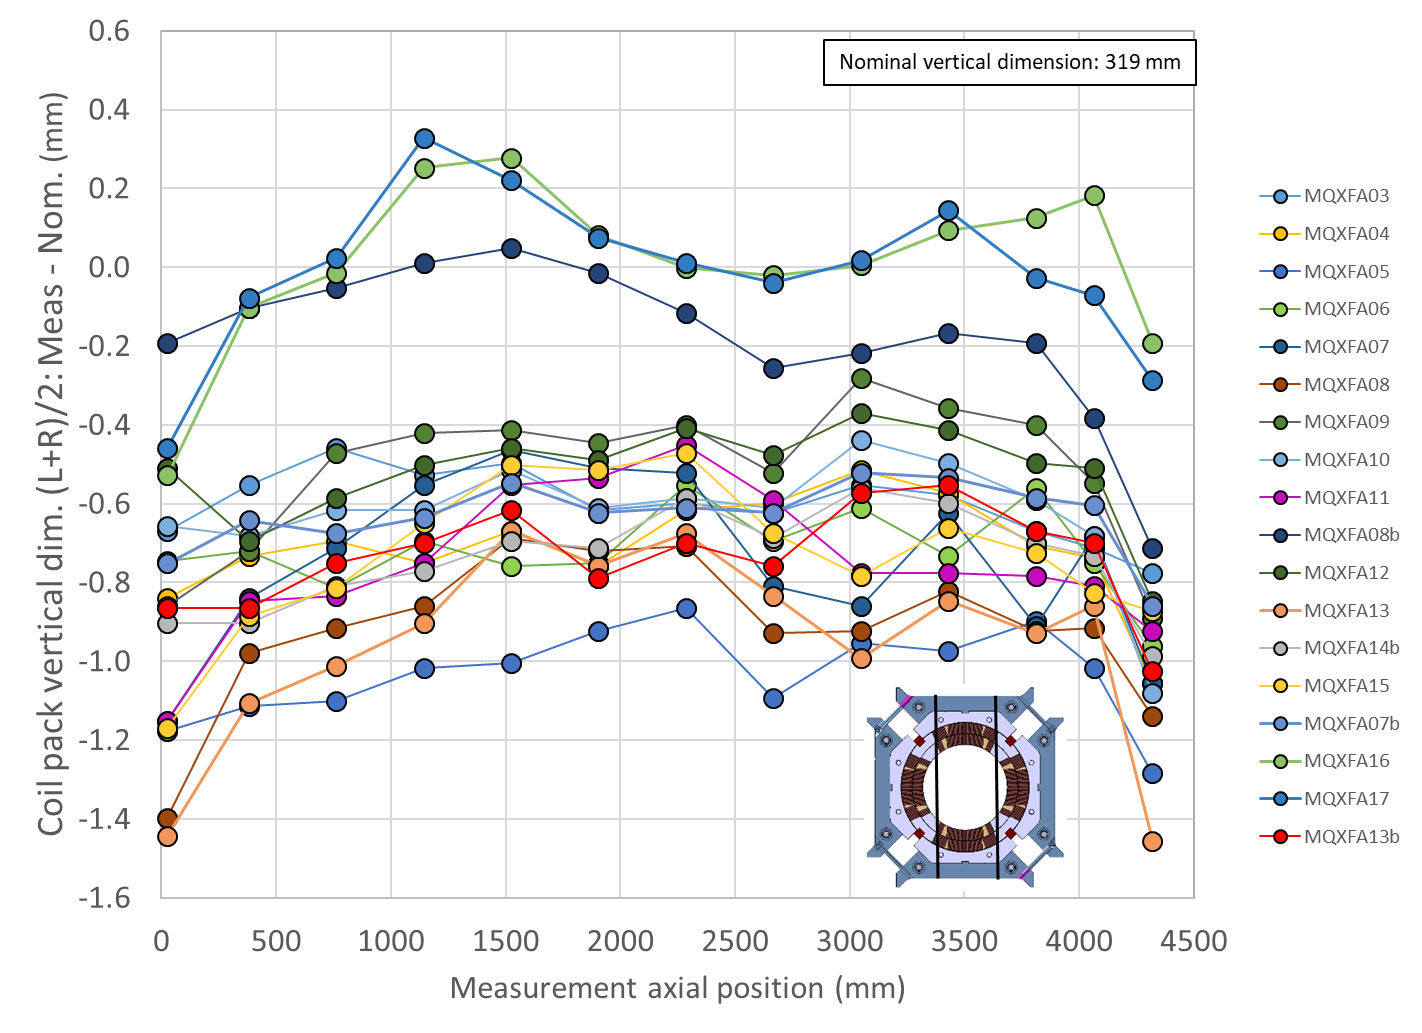 0.6
0.4
0.2
0.0
-0.2
-0.4
-0.6
-0.8
-1.0
-1.2
-1.4
-1.6
Coil pack vertical dim. (L+R)/2: Meas - Nom. (mm)
Nominal vertical dimension: 319 mm
0 500 1000 1500 2000 2500 3000 3500 4000 4500
Measurement axial position (mm)
MQXFA03
MQXFA04
MQXFA05
MQXFA06
MQXFA07
MQXFA08
MQXFA09
MQXFA10
MQXFA11
MQXFA08b
MQXFA12
MQXFA13
MQXFA14b
MQXFA15
MQXFA07b
MQXFA16
MQXFA17
MQXFA13b